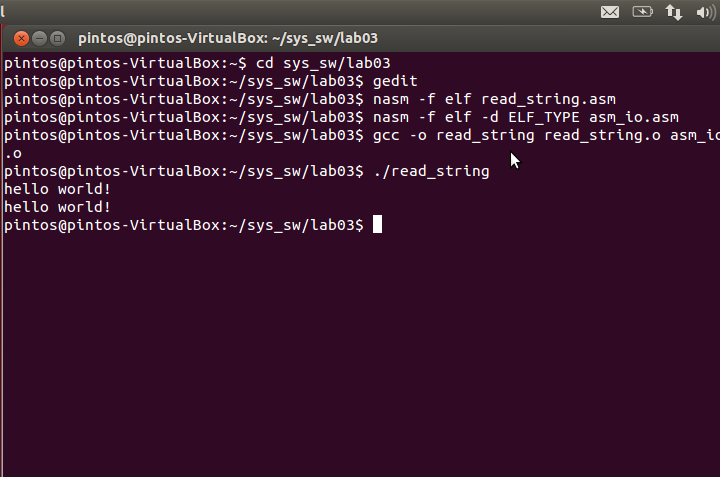 l
pintos@pintos-VirtualBox: ~/sys_sw/lab03
pintos@pintos-VirtualBox:~$ cd sys_sw/lab03
pintos@pintos-VirtualBox:~/sys_sw/lab03$ gedit
pintos@pintos-VirtualBox:~/sys_sw/lab03$ nasm -f elf read_string.asm
pintos@pintos-VirtualBox:~/sys_sw/lab03$ nasm -f elf -d ELF_TYPE asm_io.asm
pintos@pintos-VirtualBox:~/sys_sw/lab03$ gcc -o read_string read_string.o asm_io
.o
pintos@pintos-VirtualBox:~/sys_sw/lab03$ ./read_string
hello world!
hello world!
pintos@pintos-VirtualBox:~/sys_sw/lab03$